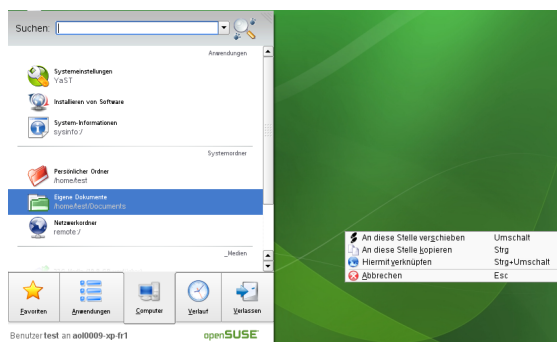 Suchen:
Anwendungen
Systemeinstellungen
YaST
Installieren von Software
System-Informationen
sysinfo:/
Systemordner
Persönlicher Ordner
/home/test
Eigene Dokumente
/home/test/Documents
Netzwerkordner
remote:/
Medien
An diese Stelle verschieben Umschalt
An diese Stelle kopieren Strg
Hiermit verknüpfen Strg+Umschalt
Abbrechen Esc
Favoriten Anwendungen Computer Verlauf Verlassen
Benutzer test an aol0009-xp-fr1 openSUSE